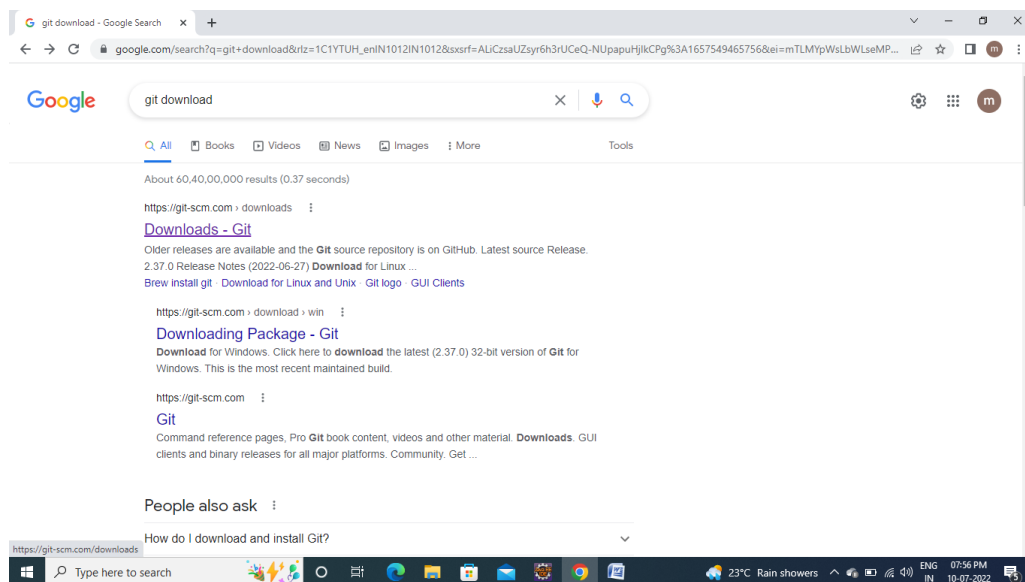 git download - Google Search
google.com/search?q=git+download&rlz=1C1YTUH_enIN1012IN1012&sxsrf=ALiCzsaUZsyr6h3rUCeQ-NUpapuHjlkCPg%3A1657549465756&ei=mTLMYpWsLbWLseMP...
m
Google
git download
m
All Books Videos News Images More Tools
About 60,40,00,000 results (0.37 seconds)
https://git-scm.com › downloads
Downloads - Git
Older releases are available and the Git source repository is on GitHub. Latest source Release.
2.37.0 Release Notes (2022-06-27) Download for Linux ...
Brew install git · Download for Linux and Unix · Git logo · GUI Clients
https://git-scm.com › download › win
Downloading Package - Git
Download for Windows. Click here to download the latest (2.37.0) 32-bit version of Git for
Windows. This is the most recent maintained build.
https://git-scm.com
Git
Command reference pages, Pro Git book content, videos and other material. Downloads. GUI
clients and binary releases for all major platforms. Community. Get ...
People also ask
How do I download and install Git?
https://git-scm.com/downloads
Type here to search
23°C Rain showers
ENG
IN
07:56 PM
10-07-2022